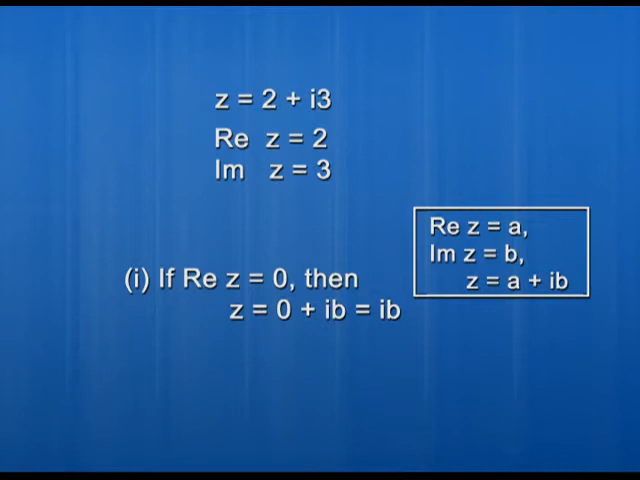 z = 2 + i3
Re z = 2
Im z = 3
Re z = a,
Im z = b,
z = a + ib
(i) If Re z = 0, then
z = 0 + ib = ib